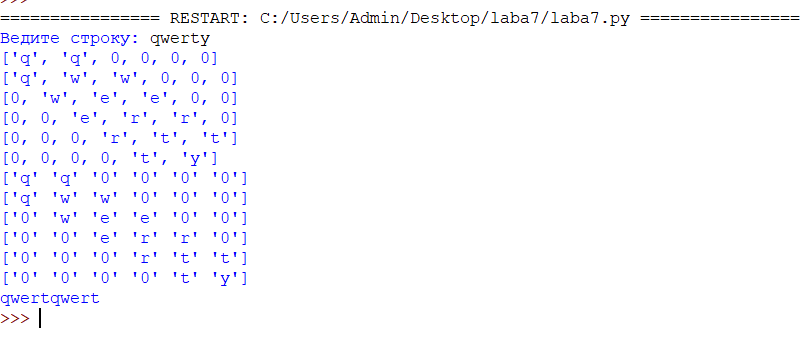 >>>
================ RESTART: C:/Users/Admin/Desktop/laba7/laba7.py ================
Ведите строку: qwerty
['q', 'q', 0, 0, 0, 0]
['q', 'w', 'w', 0, 0, 0]
[0, 'w', 'e', 'e', 0, 0]
[0, 0, 'e', 'r', 'r', 0]
[0, 0, 0, 'r', 't', 't']
[0, 0, 0, 0, 't', 'y']
['q' 'q' '0' '0' '0' '0']
['q' 'w' 'w' '0' '0' '0']
['0' 'w' 'e' 'e' '0' '0']
['0' '0' 'e' 'r' 'r' '0']
['0' '0' '0' 'r' 't' 't']
['0' '0' '0' '0' 't' 'y']
qwertqwert
>>>